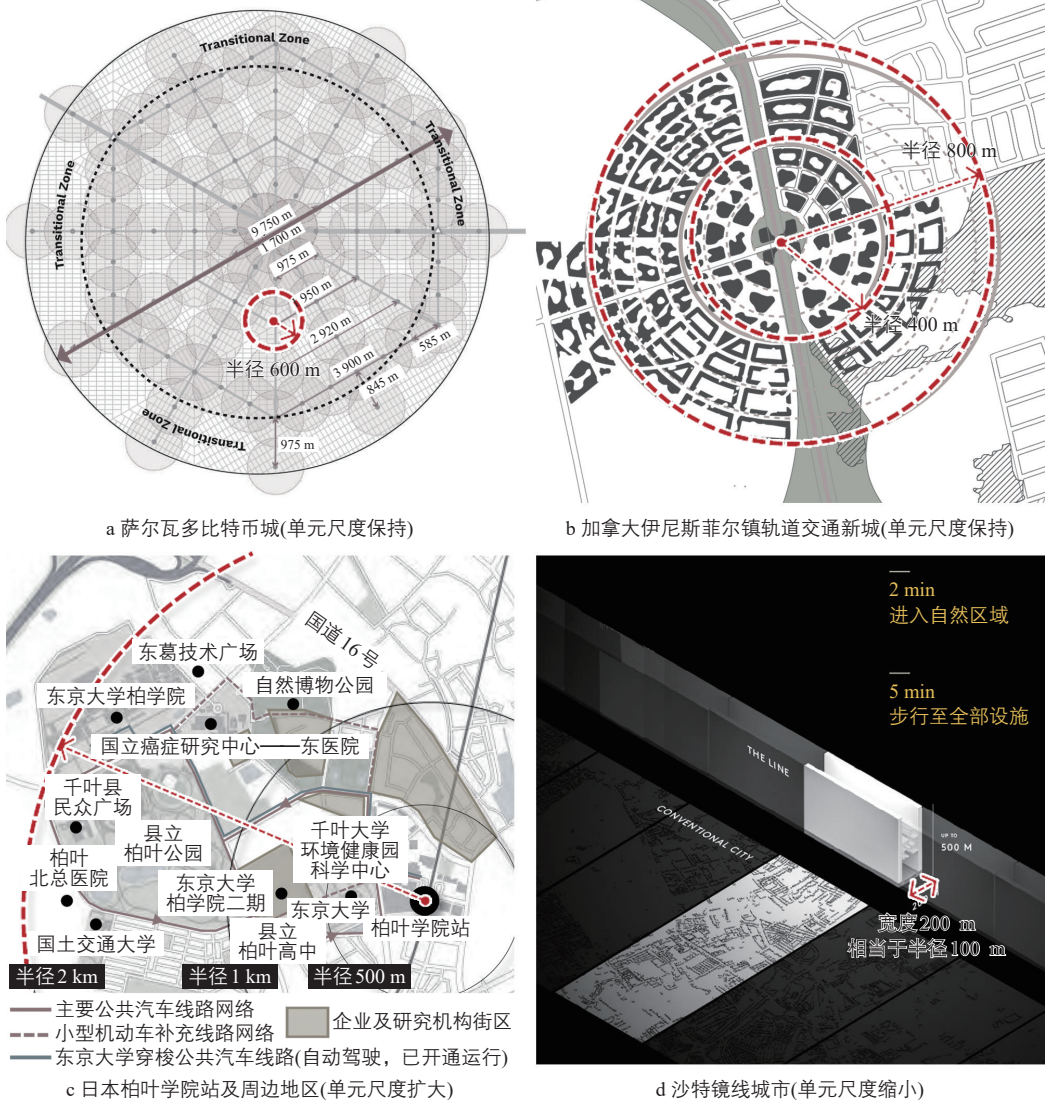 Transitional Zone
Transitional Zone
Transitional Zone
Transitional Zone
9 750 m
1 700 m
975 m
950 m
2 920 m
3 900 m
585 m
845 m
975 m
半径 600 m
a 萨尔瓦多比特币城(单元尺度保持)
半径 800 m
半径 400 m
b 加拿大伊尼斯菲尔镇轨道交通新城(单元尺度保持)
国道16号
东葛技术广场
东京大学柏学院
自然博物公园
国立癌症研究中心——东医院
千叶县
民众广场
县立
柏叶公园
千叶大学
环境健康园
科学中心
柏叶
北总医院
东京大学
柏学院二期
东京大学
县立
柏叶高中
柏叶学院站
国土交通大学
半径 2 km
半径 1 km
半径 500 m
主要公共汽车线路网络
小型机动车补充线路网络
企业及研究机构街区
东京大学穿梭公共汽车线路(自动驾驶，已开通运行)
c 日本柏叶学院站及周边地区(单元尺度扩大)
2 min
进入自然区域
5 min
步行至全部设施
THE LINE
CONVENTIONAL CITY
UP TO
500 M
宽度200 m
相当于半径100 m
d 沙特镜线城市(单元尺度缩小)